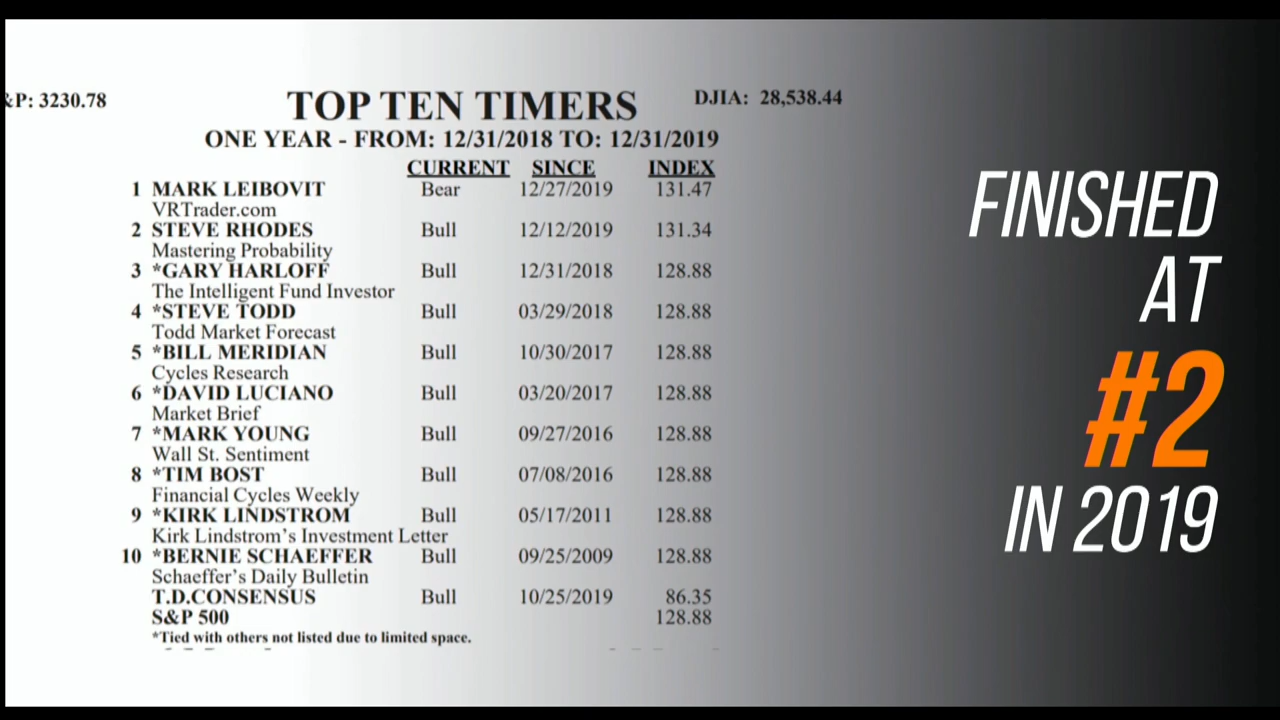 &P: 3230.78
TOP TEN TIMERS
DJIA: 28,538.44
ONE YEAR - FROM: 12/31/2018 TO: 12/31/2019
CURRENT SINCE INDEX
1 MARK LEIBOVIT Bear 12/27/2019 131.47
VRTrader.com
2 STEVE RHODES Bull 12/12/2019 131.34
Mastering Probability
3 *GARY HARLOFF Bull 12/31/2018 128.88
The Intelligent Fund Investor
4 *STEVE TODD Bull 03/29/2018 128.88
Todd Market Forecast
5 *BILL MERIDIAN Bull 10/30/2017 128.88
Cycles Research
6 *DAVID LUCIANO Bull 03/20/2017 128.88
Market Brief
7 *MARK YOUNG Bull 09/27/2016 128.88
Wall St. Sentiment
8 *TIM BOST Bull 07/08/2016 128.88
Financial Cycles Weekly
9 *KIRK LINDSTROM Bull 05/17/2011 128.88
Kirk Lindstrom's Investment Letter
10 *BERNIE SCHAEFFER Bull 09/25/2009 128.88
Schaeffer's Daily Bulletin
T.D.CONSENSUS Bull 10/25/2019 86.35
S&P 500 128.88
*Tied with others not listed due to limited space.
FINISHED
AT
#2
IN 2019